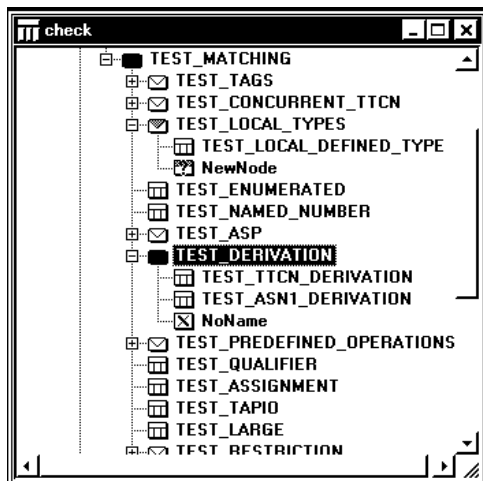 check
TEST_MATCHING
TEST_TAGS
TEST_CONCURRENT_TTCN
TEST_LOCAL_TYPES
TEST_LOCAL_DEFINED_TYPE
NewNode
TEST_ENUMERATED
TEST_NAMED_NUMBER
TEST_ASP
TEST_DERIVATION
TEST_TTCN_DERIVATION
TEST_ASN1_DERIVATION
NoName
TEST_PREDEFINED_OPERATIONS
TEST_QUALIFIER
TEST_ASSIGNMENT
TEST_TAPIO
TEST_LARGE
TEST_RESTRICTION